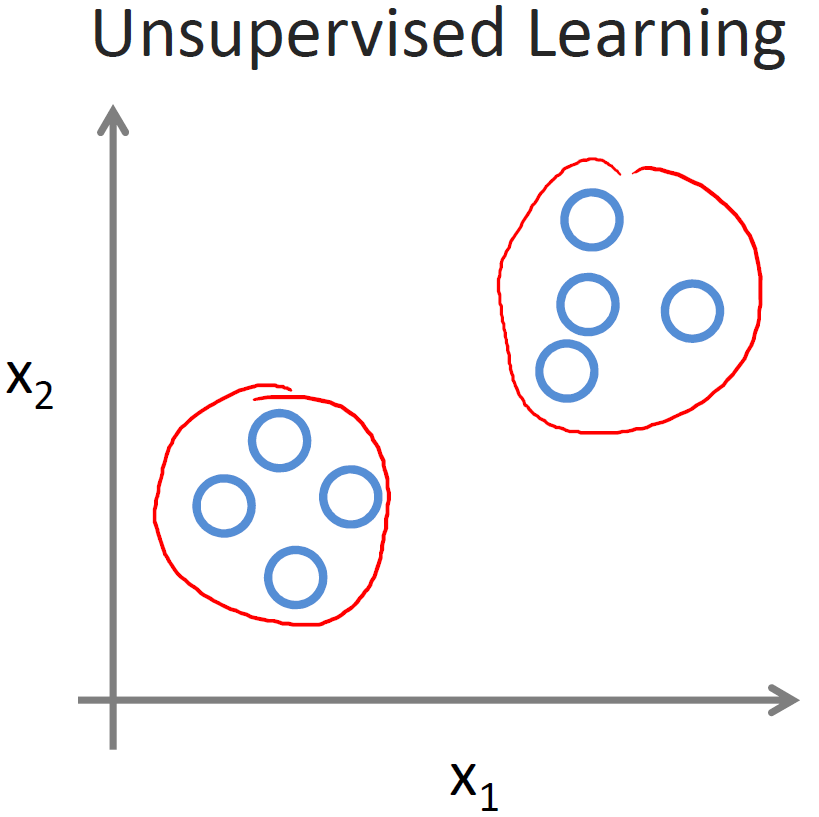 Unsupervised Learning
x₂
x₁